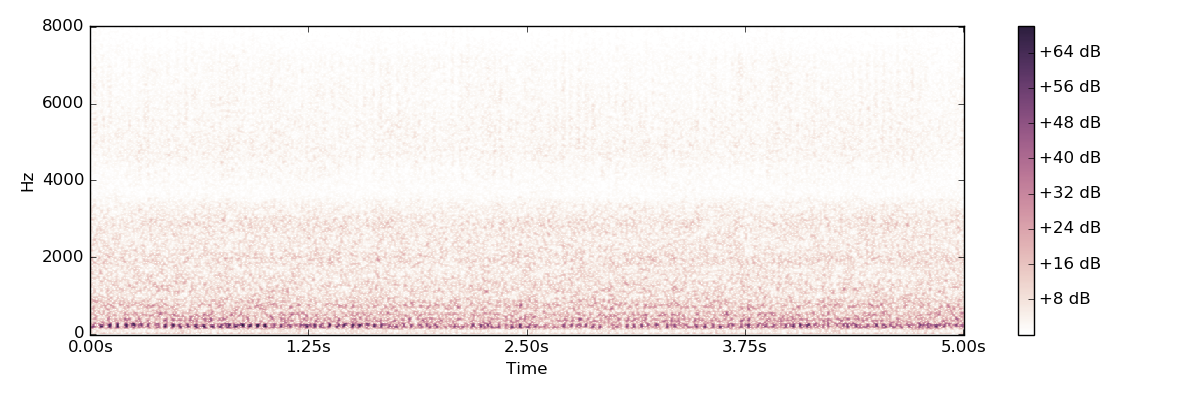 8000
6000
4000
2000
0
Hz
0.00s
1.25s
2.50s
3.75s
5.00s
Time
+64 dB
+56 dB
+48 dB
+40 dB
+32 dB
+24 dB
+16 dB
+8 dB